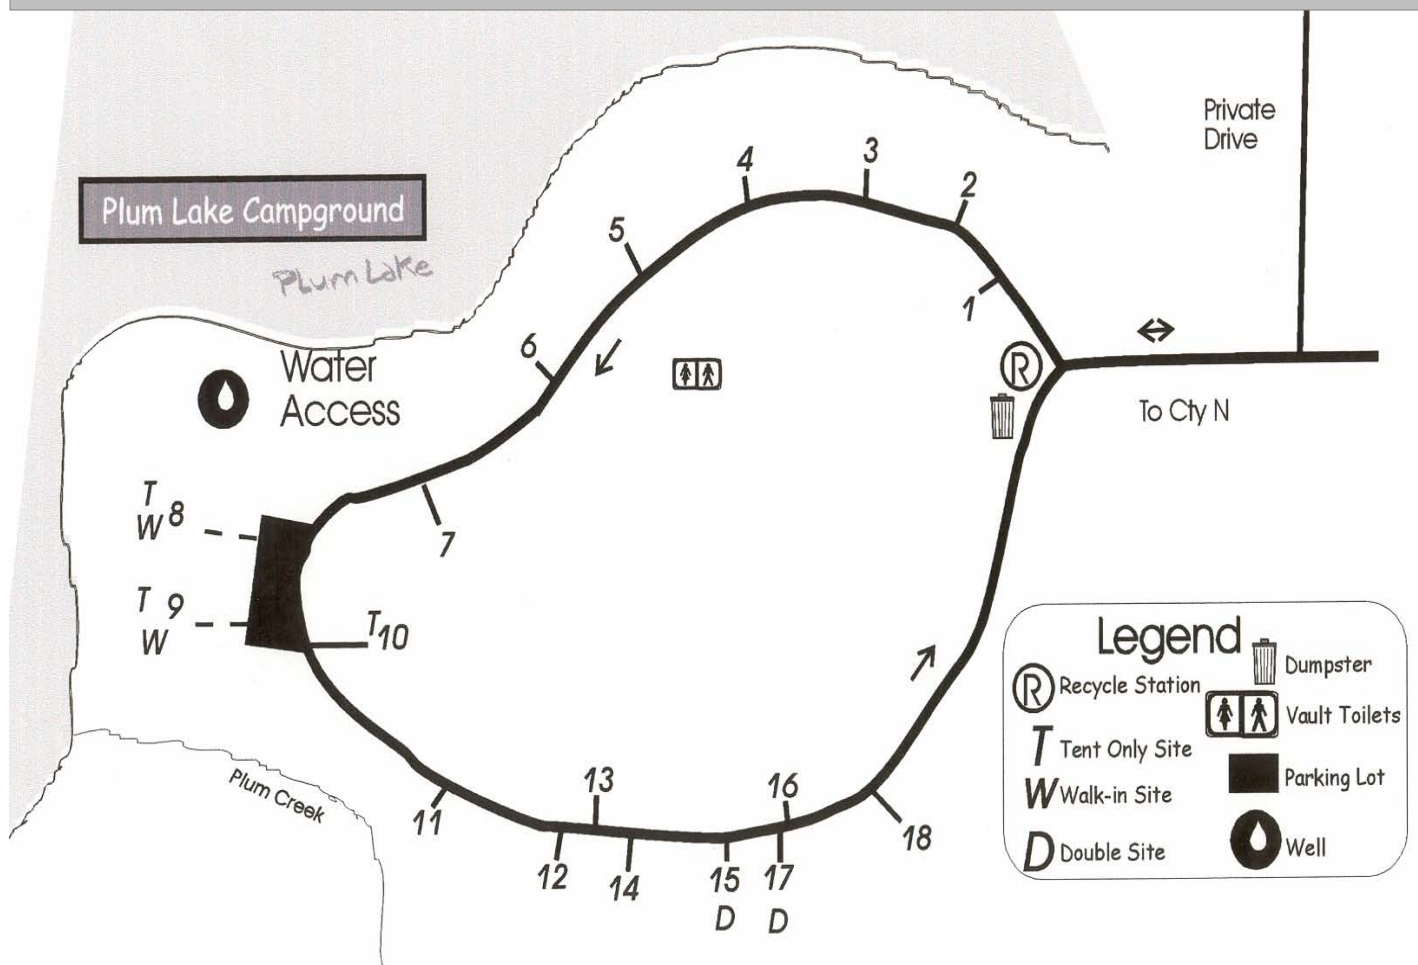 Private
Drive
Plum Lake Campground
Plum Lake
4
3
2
5
1
6
Water
Access
R
To Cty N
T
W 8
7
T 9
W
T10
Plum Creek
11
13
16
12
14
15
17
18
D
D
Legend
R Recycle Station
T Tent Only Site
W Walk-in Site
D Double Site
Dumpster
Vault Toilets
Parking Lot
Well